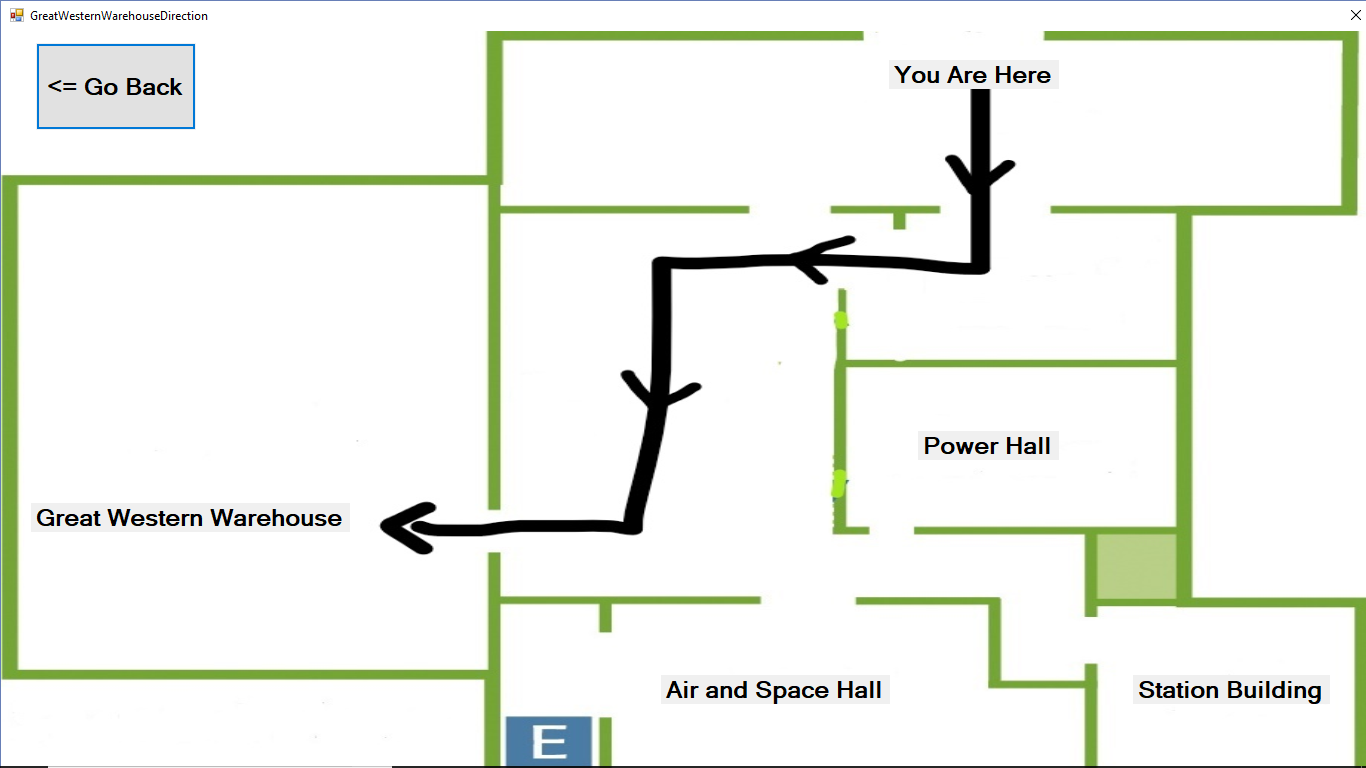 GreatWesternWarehouseDirection
<= Go Back
You Are Here
Power Hall
Great Western Warehouse
Air and Space Hall
Station Building
E